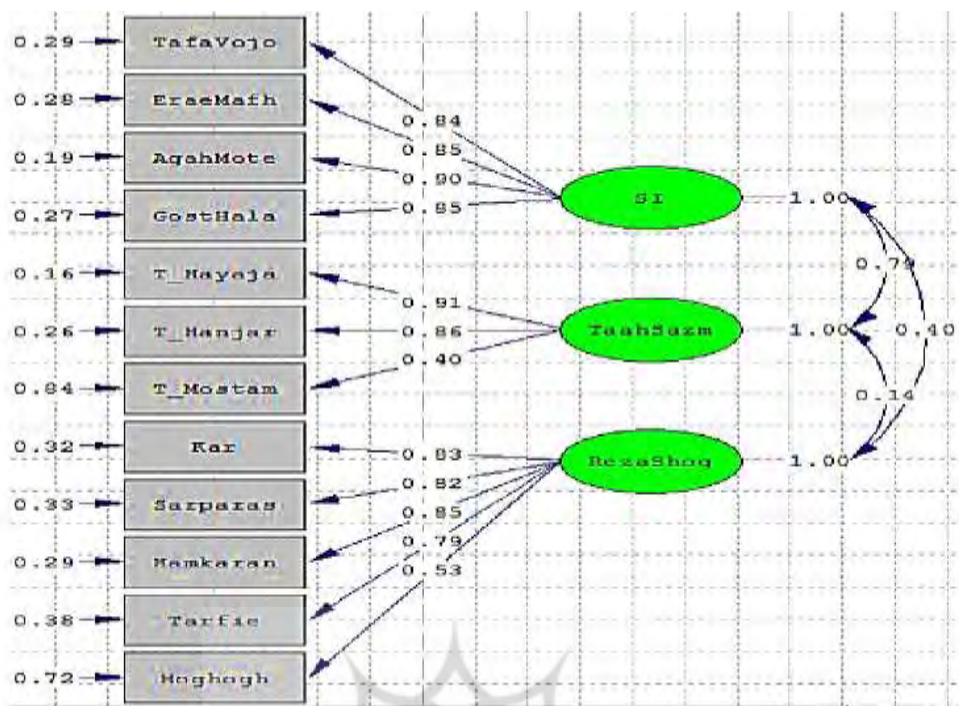 0.29 TafaVojo
0.28 EraeMafh
0.19 AgahMote
0.27 GostHala
0.16 T_Hayaja
0.26 T_Hanjar
0.84 T_Mostam
0.32 Kar
0.33 Sarparas
0.29 Hamkaran
0.38 Tarfie
0.72 Hoghogh
0.84
0.85
0.90
0.85
0.91
0.86
0.40
0.83
0.82
0.85
0.79
0.53
SI 1.00
TaahSazm 1.00
RezaShog 1.00
0.79
0.40
0.14